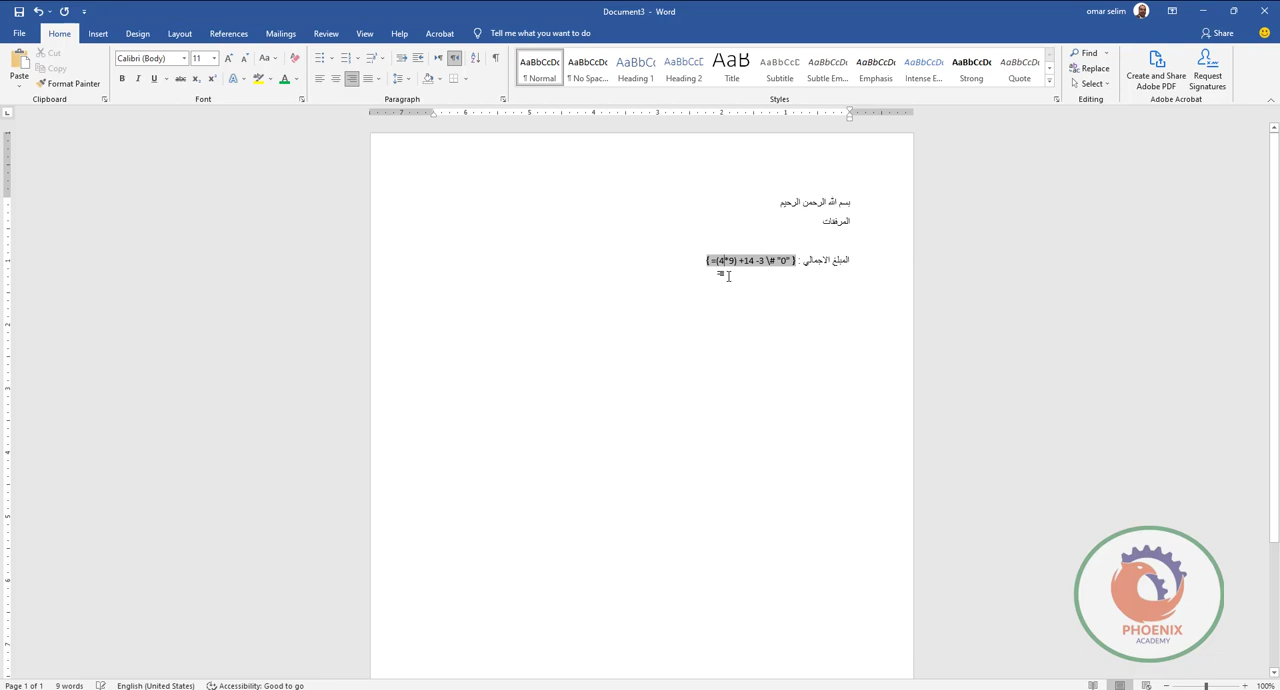 Document3 - Word
omar selim
File Home Insert Design Layout References Mailings Review View Help Acrobat Tell me what you want to do
Share
Paste
Cut
Copy
Format Painter
Clipboard
Calibri (Body) 11
Font
Paragraph
AaBbCcDc AaBbCcDc AaBbC AaBbCcC AaB AaBbCcD AaBbCcDc AaBbCcDc AaBbCcDc AaBbCcDc AaBbCcDc
¶ Normal ¶ No Spac... Heading 1 Heading 2 Title Subtitle Subtle Em... Emphasis Intense E... Strong Quote
Styles
Find
Replace
Select
Editing
Create and Share Adobe PDF
Request Signatures
Adobe Acrobat
بسم الله الرحمن الرحيم
المرفقات
المبلغ الاجمالي : { =(4*9) +14 -3 \# "0" }
PHOENIX
ACADEMY
Page 1 of 1 9 words English (United States) Accessibility: Good to go 100%